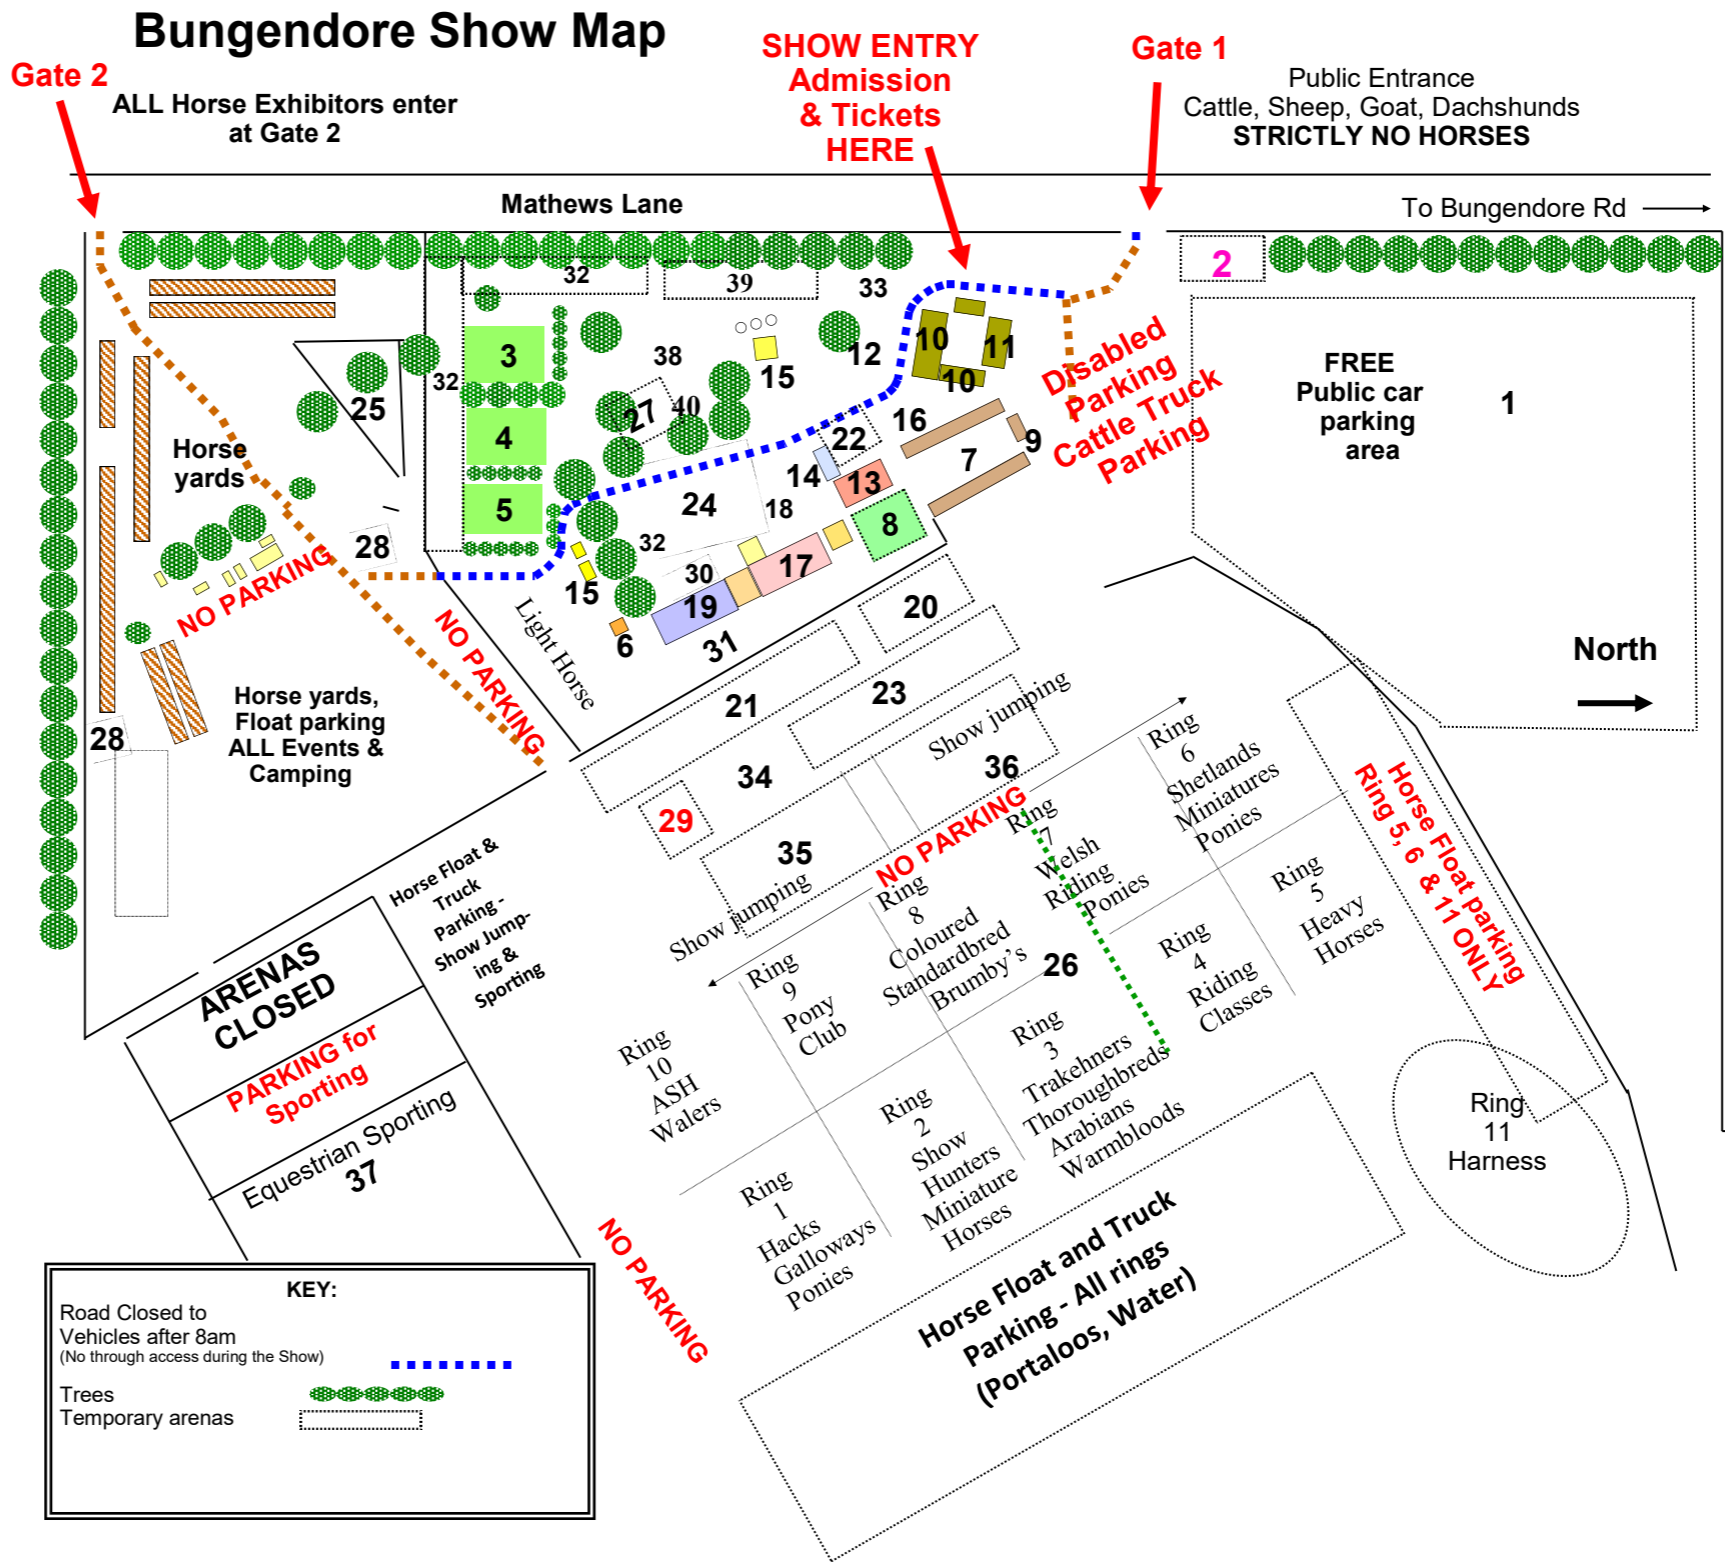 Bungendore Show Map
Gate 2
ALL Horse Exhibitors enter
at Gate 2
SHOW ENTRY
Admission
& Tickets
HERE
Gate 1
Public Entrance
Cattle, Sheep, Goat, Dachshunds
STRICTLY NO HORSES
Mathews Lane
To Bungendore Rd
2
32
39
33
3
38
15
12
10
11
10
Disabled
Parking
Cattle Truck
Parking
FREE
Public car
parking
area
1
32
25
27
40
4
22
16
9
7
Horse
yards
14
13
5
24
18
8
28
32
30
17
15
19
NO PARKING
Light Horse
6
31
20
NO PARKING
North
Horse yards,
Float parking
ALL Events &
Camping
28
21
23
Show jumping
36
34
29
35
Show jumping
NO PARKING
Ring
6
Shetlands
Miniatures
Ponies
Ring
7
Welsh
Riding
Ponies
Horse Float parking
Ring 5, 6 & 11 ONLY
Ring
5
Heavy
Horses
Ring
8
Coloured
Standardbred
Brumby's
26
Ring
4
Riding
Classes
Ring
9
Pony
Club
Horse Float &
Truck
Parking -
Show Jump-
ing &
Sporting
ARENAS
CLOSED
PARKING for
Sporting
Equestrian Sporting
37
Ring
10
ASH
Walers
Ring
3
Trakehners
Thoroughbreds
Arabians
Warmbloods
Ring
2
Show
Hunters
Miniature
Horses
Ring
1
Hacks
Galloways
Ponies
Ring
11
Harness
NO PARKING
Horse Float and Truck
Parking - All rings
(Portaloos, Water)
KEY:
Road Closed to
Vehicles after 8am
(No through access during the Show)
Trees
Temporary arenas